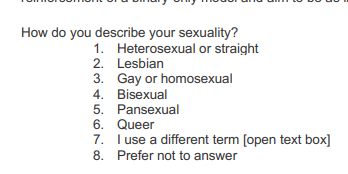 How do you describe your sexuality?
1. Heterosexual or straight
2. Lesbian
3. Gay or homosexual
4. Bisexual
5. Pansexual
6. Queer
7. I use a different term [open text box]
8. Prefer not to answer